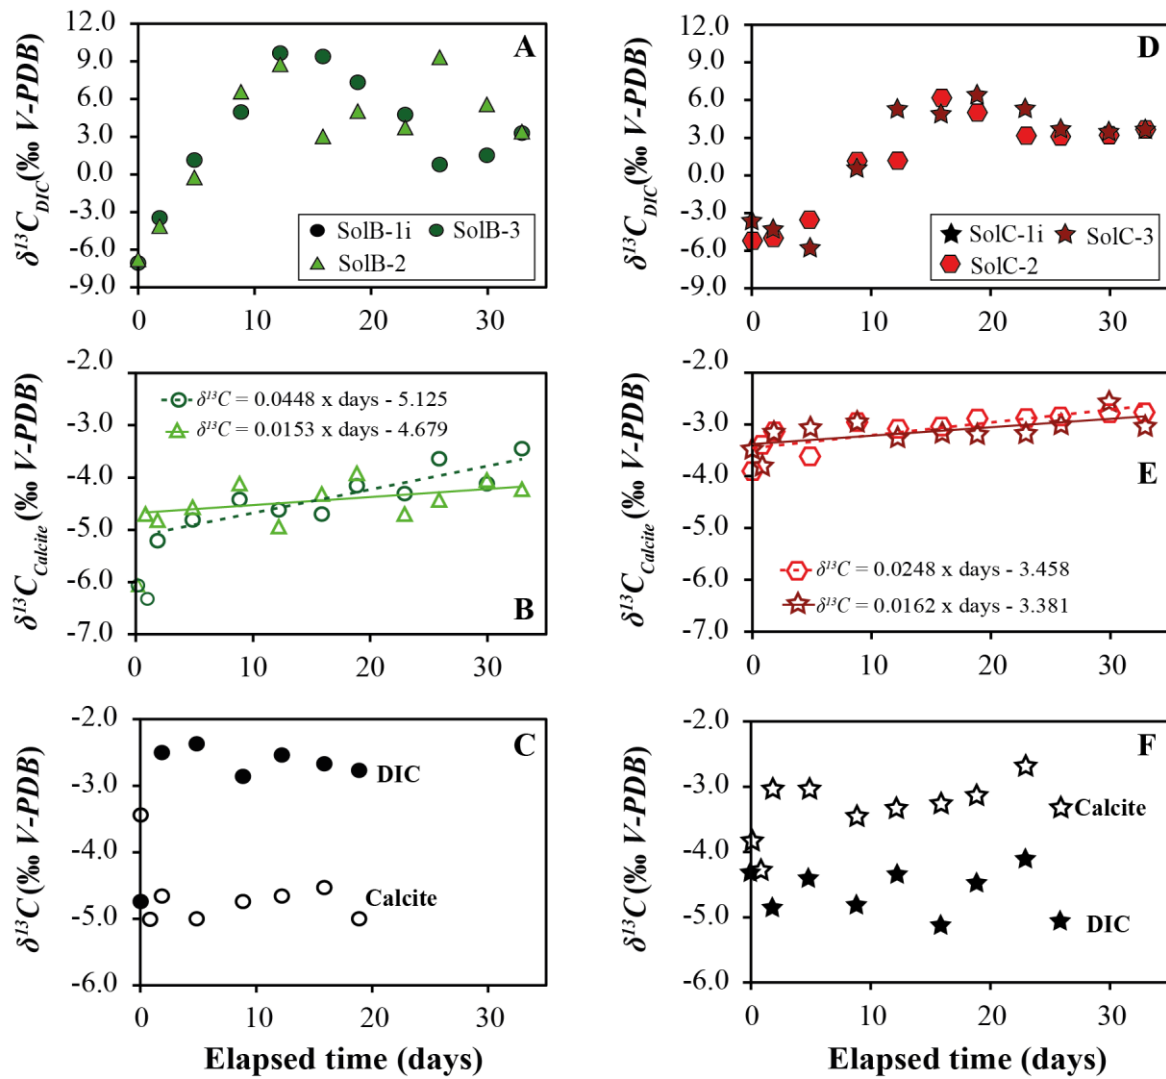 A
δ¹³C_DIC (‰ V-PDB)
12.0
9.0
6.0
3.0
0.0
-3.0
-6.0
-9.0
SolB-1i SolB-3
SolB-2
0 10 20 30
D
δ¹³C_DIC (‰ V-PDB)
12.0
9.0
6.0
3.0
0.0
-3.0
-6.0
-9.0
SolC-1i SolC-3
SolC-2
0 10 20 30
δ¹³C_Calcite (‰ V-PDB)
-2.0
-3.0
-4.0
-5.0
-6.0
-7.0
δ¹³C = 0.0448 x days - 5.125
δ¹³C = 0.0153 x days - 4.679
B
0 10 20 30
δ¹³C_Calcite (‰ V-PDB)
-2.0
-3.0
-4.0
-5.0
-6.0
-7.0
E
δ¹³C = 0.0248 x days - 3.458
δ¹³C = 0.0162 x days - 3.381
0 10 20 30
δ¹³C (‰ V-PDB)
-2.0
-3.0
-4.0
-5.0
-6.0
C
DIC
Calcite
0 10 20 30
Elapsed time (days)
δ¹³C (‰ V-PDB)
-2.0
-3.0
-4.0
-5.0
-6.0
F
Calcite
DIC
0 10 20 30
Elapsed time (days)